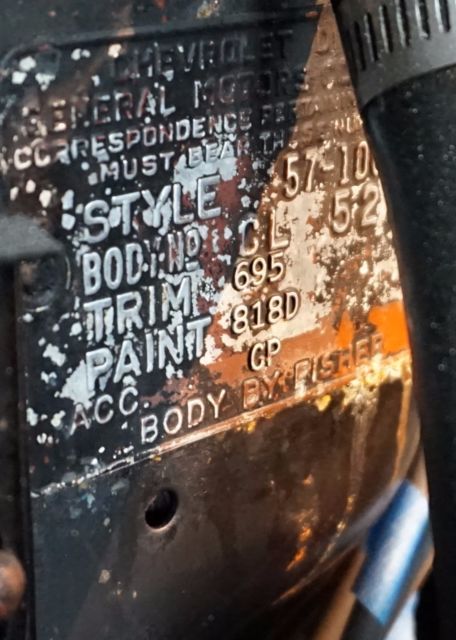 CHEVROLET D
GENERAL MOTORS
CORRESPONDENCE
MUST BEAR
STYLE 57-10
BODY NO. CL 52
TRIM 695
PAINT 818D
ACC. GP
BODY BY FISHER